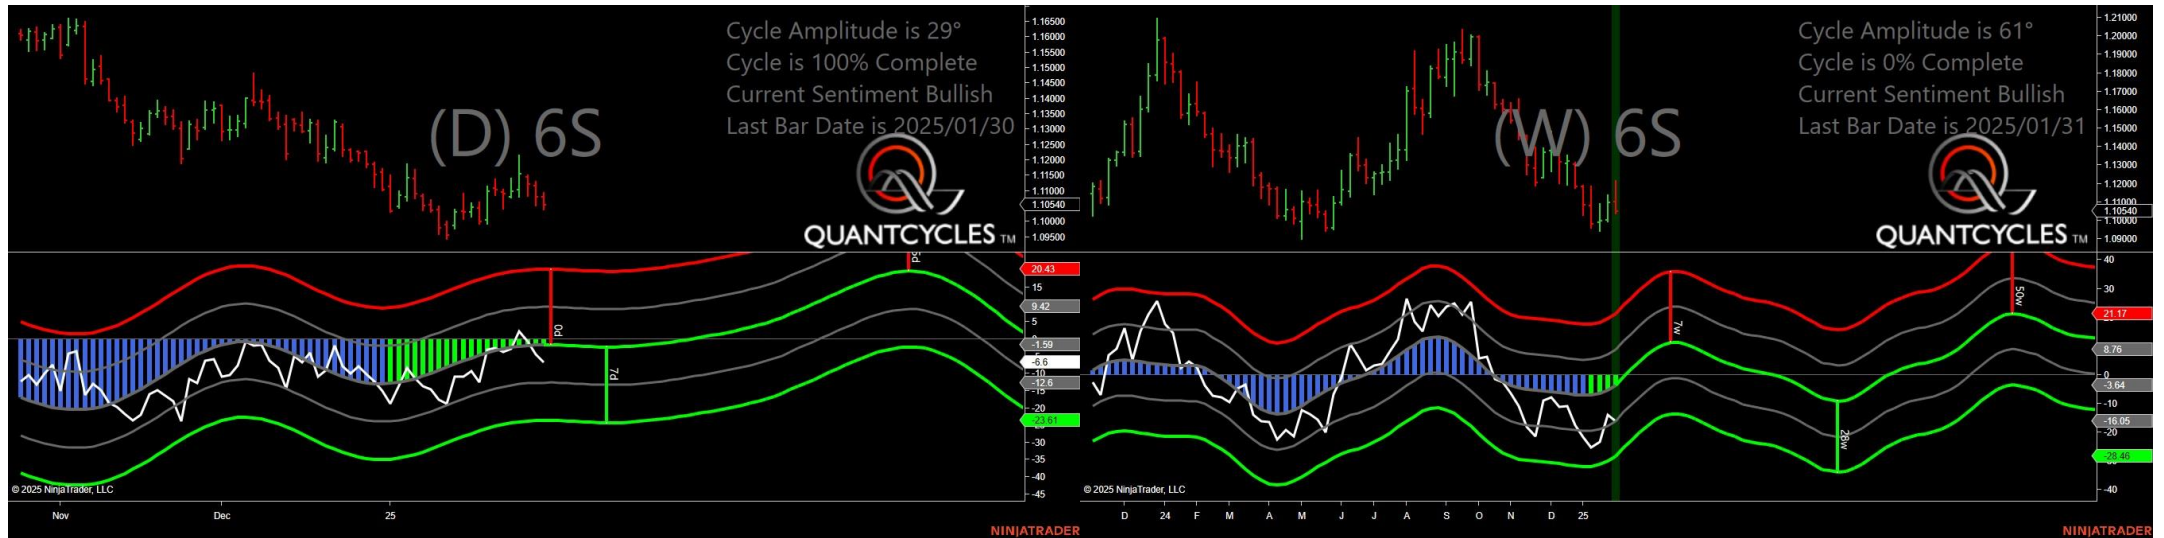 Cycle Amplitude is 29°
Cycle is 100% Complete
Current Sentiment Bullish
Last Bar Date is 2025/01/30
(D) 6S
QUANTCYCLES TM
1.16500
1.16000
1.15500
1.15000
1.14500
1.14000
1.13500
1.13000
1.12500
1.12000
1.11500
1.11000
1.10540
1.10000
1.09500
20.43
15
9.42
5
-1.59
-6.6
-10
-12.6
-15
-20
-23.61
-30
-35
-40
-45
0d
7d
© 2025 NinjaTrader, LLC
Nov Dec 25
NINJATRADER
Cycle Amplitude is 61°
Cycle is 0% Complete
Current Sentiment Bullish
Last Bar Date is 2025/01/31
(W) 6S
QUANTCYCLES TM
1.21000
1.20000
1.19000
1.18000
1.17000
1.16000
1.15000
1.14000
1.13000
1.12000
1.11000
1.10540
1.10000
1.09000
40
30
21.17
8.76
0
-3.64
-10
-16.05
-20
-28.46
-40
7w
28w
50w
© 2025 NinjaTrader, LLC
D 24 F M A M J J A S O N D 25
NINJATRADER